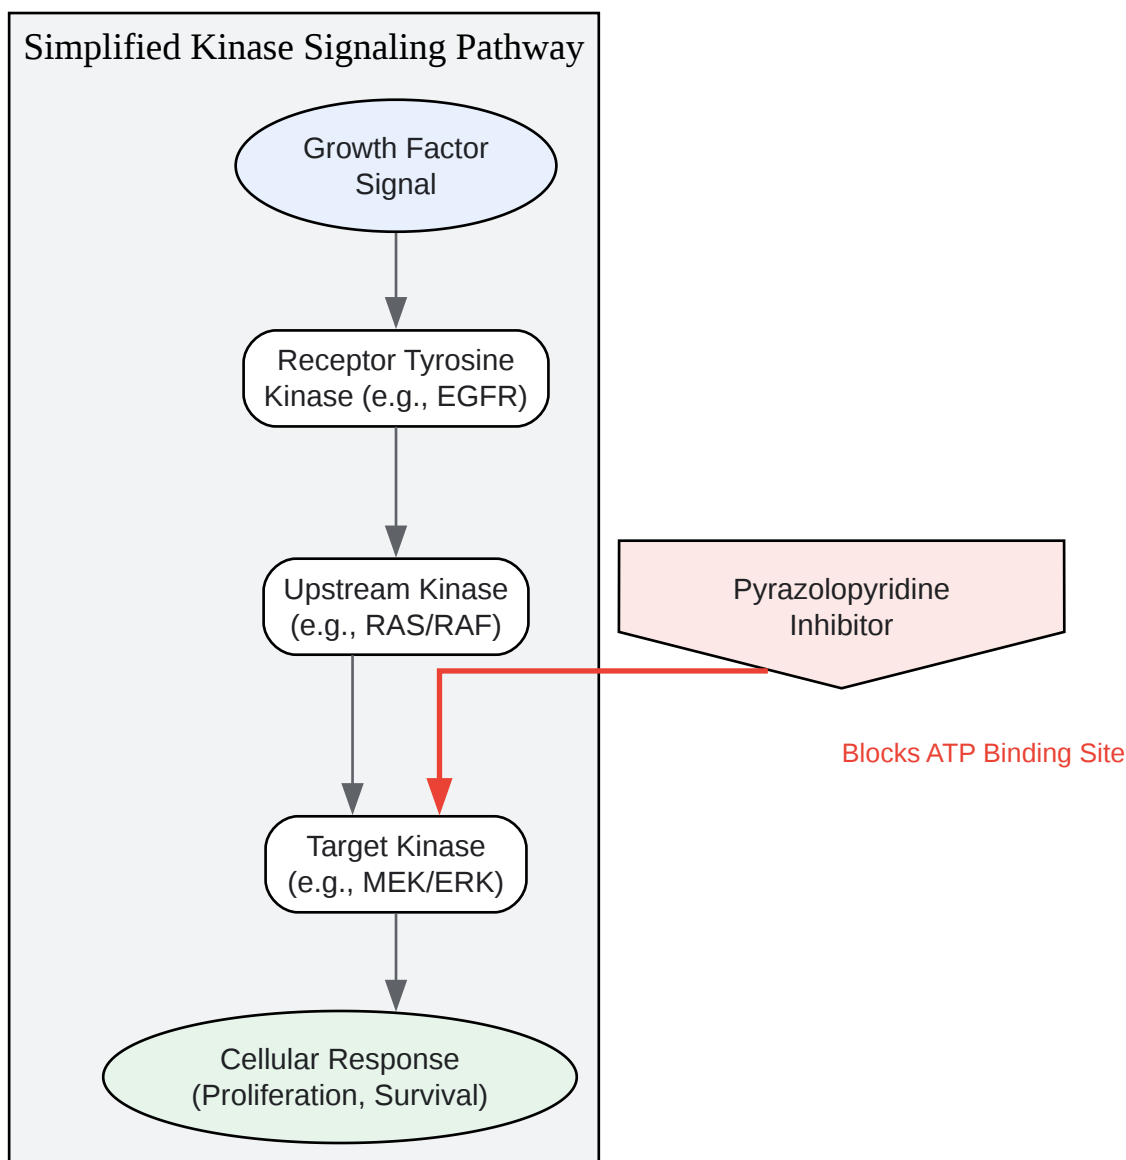 Simplified Kinase Signaling Pathway
Growth Factor
Signal
Receptor Tyrosine
Kinase (e.g., EGFR)
Upstream Kinase
(e.g., RAS/RAF)
Pyrazolopyridine
Inhibitor
Blocks ATP Binding Site
Target Kinase
(e.g., MEK/ERK)
Cellular Response
(Proliferation, Survival)